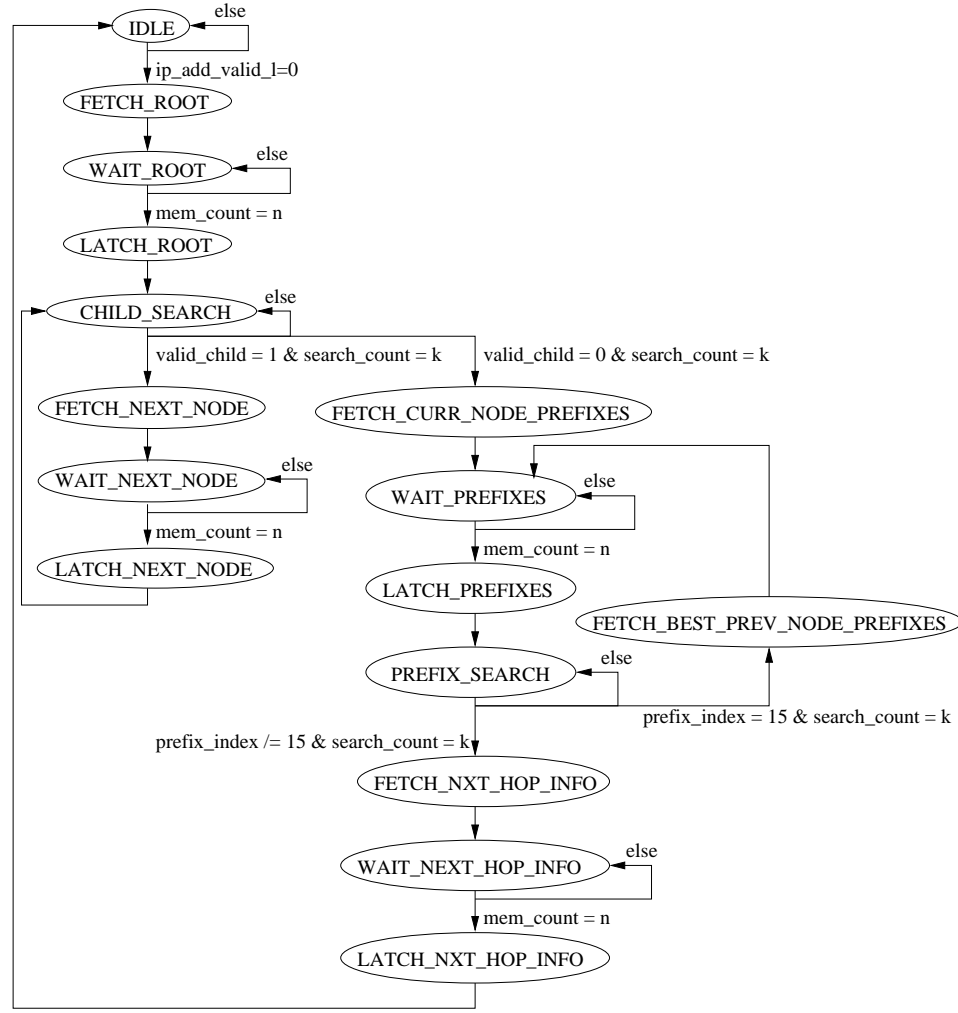 else
IDLE
ip_add_valid_l=0
FETCH_ROOT
else
WAIT_ROOT
mem_count = n
LATCH_ROOT
else
CHILD_SEARCH
valid_child = 1 & search_count = k
valid_child = 0 & search_count = k
FETCH_NEXT_NODE
FETCH_CURR_NODE_PREFIXES
else
WAIT_NEXT_NODE
else
WAIT_PREFIXES
mem_count = n
mem_count = n
LATCH_NEXT_NODE
LATCH_PREFIXES
FETCH_BEST_PREV_NODE_PREFIXES
else
PREFIX_SEARCH
prefix_index = 15 & search_count = k
prefix_index /= 15 & search_count = k
FETCH_NXT_HOP_INFO
else
WAIT_NEXT_HOP_INFO
mem_count = n
LATCH_NXT_HOP_INFO